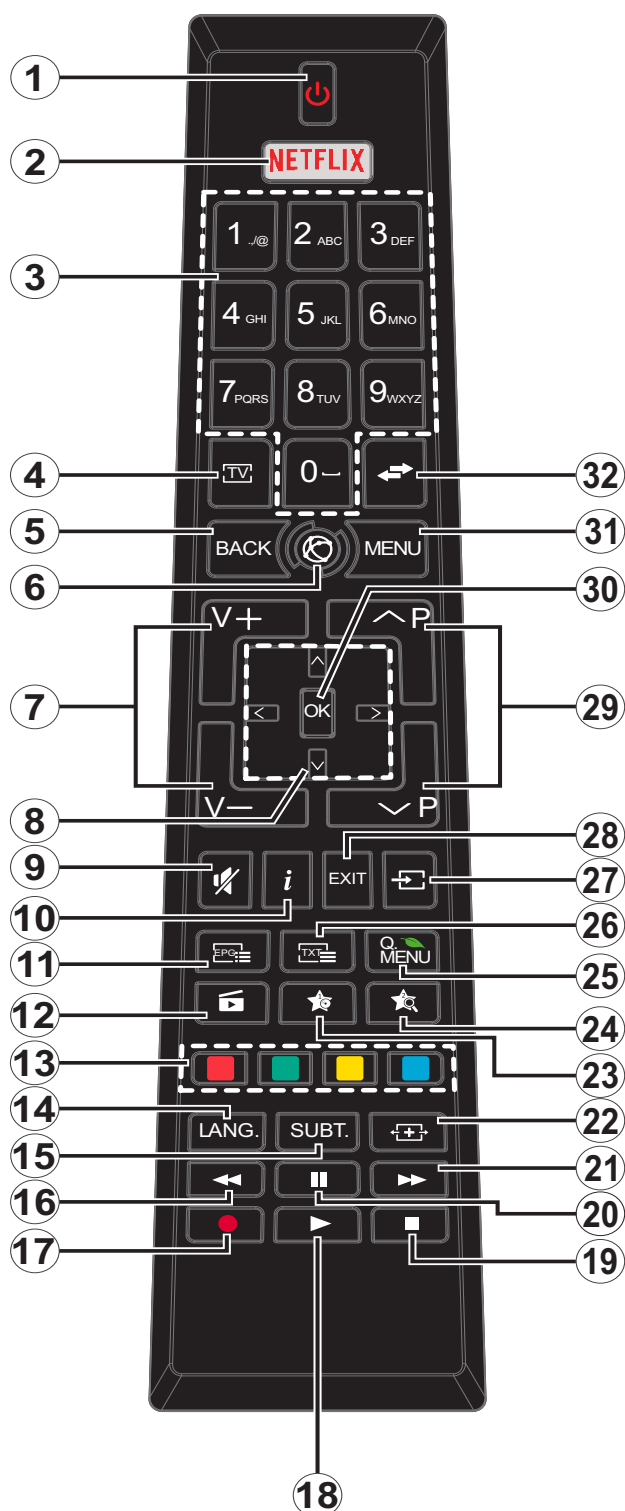 1
NETFLIX
2
1 ./@ 2 ABC 3 DEF
3
4 GHI 5 JKL 6 MNO
7 PQRS 8 TUV 9 WXYZ
4 TV 0 32
5 BACK MENU 31
6 30
V+ P
7 OK 29
8 V− P
28
9 i EXIT 27
10 26
11 EPG TXT Q. MENU 25
12 24
13 23
14 LANG. SUBT. 22
15 21
16 20
17 19
18